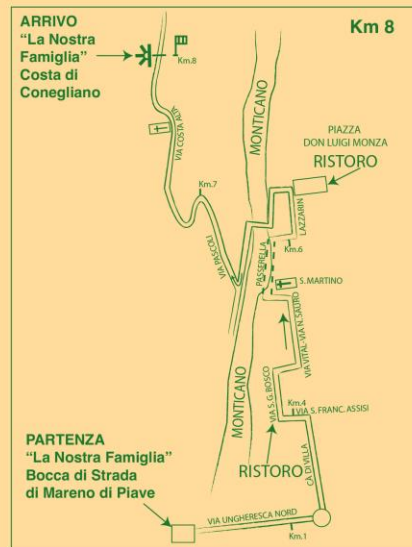 ARRIVO
“La Nostra
Famiglia”
Costa di
Conegliano
Km 8
Km.8
VIA COSTA ALTA
MONTICANO
PIAZZA
DON LUIGI MONZA
RISTORO
Km.7
LAZZARIN
VIA PASCOLI
PASSERELLA
Km.6
S. MARTINO
VIA VITAL-VIA N. SAURO
MONTICANO
VIA S.G. BOSCO
Km.4
VIA S. FRANC. ASSISI
RISTORO
CÀ DI VILLA
PARTENZA
“La Nostra Famiglia”
Bocca di Strada
di Mareno di Piave
VIA UNGHERESCA NORD
Km.1